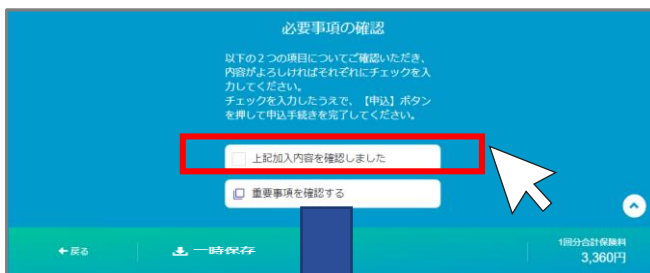 必要事項の確認
以下の2つの項目についてご確認いただき、
内容がよろしければそれぞれにチェックを入
力してください。
チェックを入力したうえで、【申込】ボタン
を押して申込手続きを完了してください。
上記加入内容を確認しました
重要事項を確認する
戻る
一時保存
1回分合計保険料
3,360円